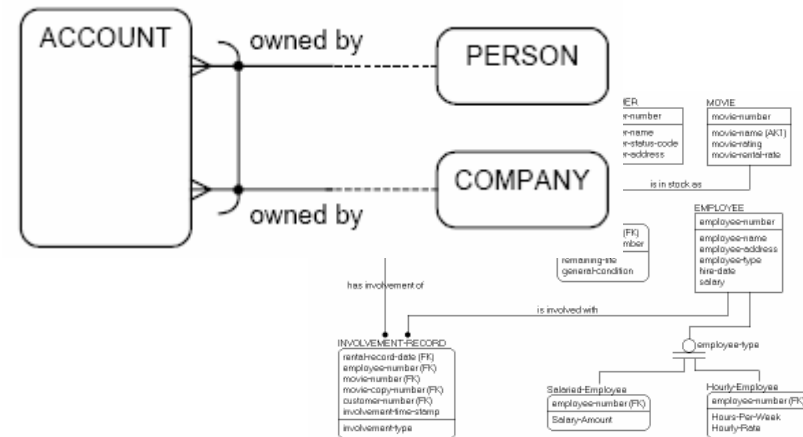 ACCOUNT
owned by
PERSON
COMPANY
owned by
MOVIE
movie-number
movie-name (AK1)
movie-rating
movie-rental-rate
is in stock as
EMPLOYEE
employee-number
employee-name
employee-address
employee-type
hire-date
salary
(FK)
general-condition
has involvement of
is involved with
INVOLVEMENT-RECORD
rental-record-date (FK)
employee-number (FK)
movie-number (FK)
movie-copy-number (FK)
customer-number (FK)
involvement-time-stamp
involvement-type
employee-type
Salaried-Employee
employee-number (FK)
Salary-Amount
Hourly-Employee
employee-number (FK)
Hours-Per-Week
Hourly-Rate